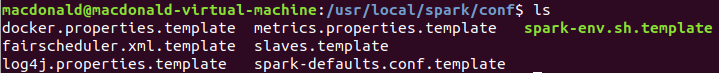 macdonald@macdonald-virtual-machine:/usr/local/spark/conf$ ls
docker.properties.template metrics.properties.template spark-env.sh.template
fairscheduler.xml.template slaves.template
log4j.properties.template spark-defaults.conf.template